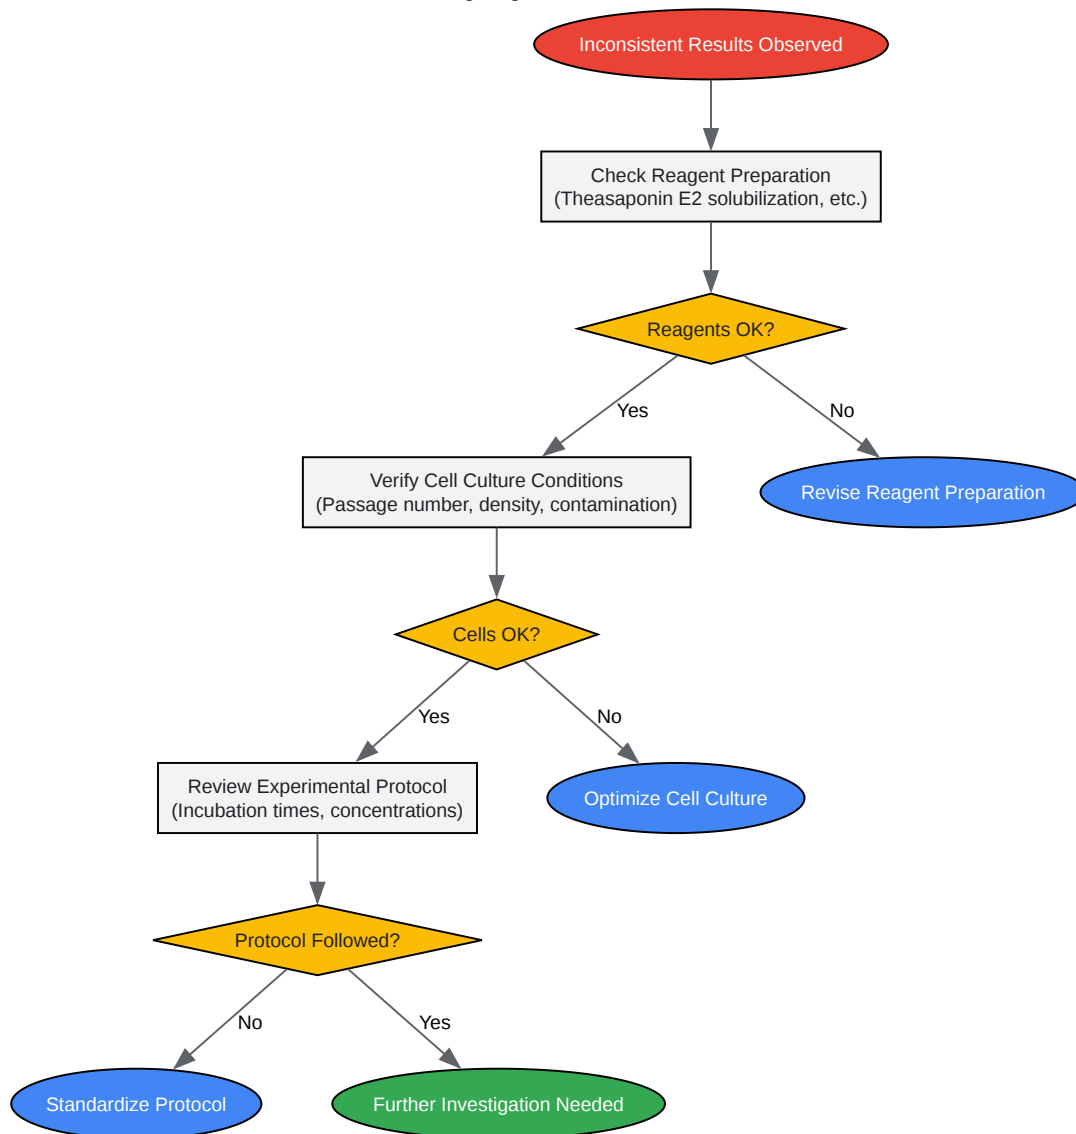 Inconsistent Results Observed
Check Reagent Preparation
(Theasaponin E2 solubilization, etc.)
Reagents OK?
Yes
No
Verify Cell Culture Conditions
(Passage number, density, contamination)
Revise Reagent Preparation
Cells OK?
Yes
No
Review Experimental Protocol
(Incubation times, concentrations)
Optimize Cell Culture
Protocol Followed?
No
Yes
Standardize Protocol
Further Investigation Needed